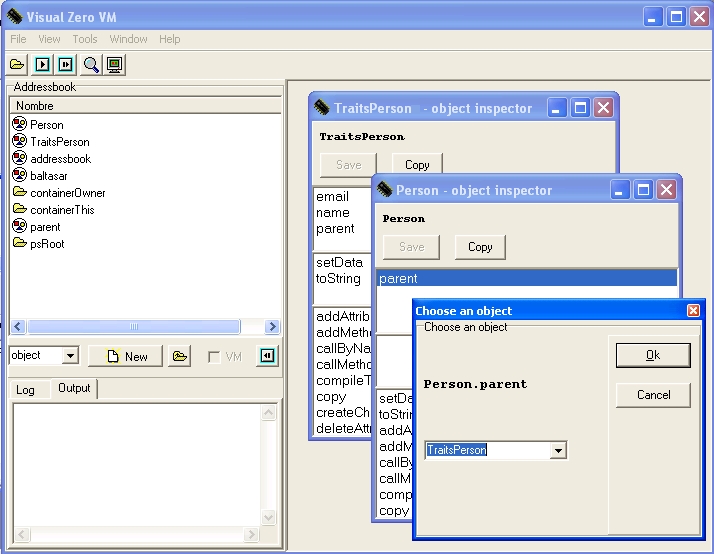 Visual Zero VM
File View Tools Window Help
Addressbook
Nombre
Person
TraitsPerson
addressbook
baltasar
containerOwner
containerThis
parent
psRoot
object
New
VM
Log Output
TraitsPerson - object inspector
TraitsPerson
Save Copy
email
name
parent
setData
toString
addAttrib
addMetho
callByNa
callMetho
compileT
copy
createCh
deleteAtt
Person - object inspector
Person
Save Copy
parent
setDa
toStrin
addA
addM
callBy
callM
comp
copy
Choose an object
Choose an object
Person.parent
TraitsPerson
Ok
Cancel